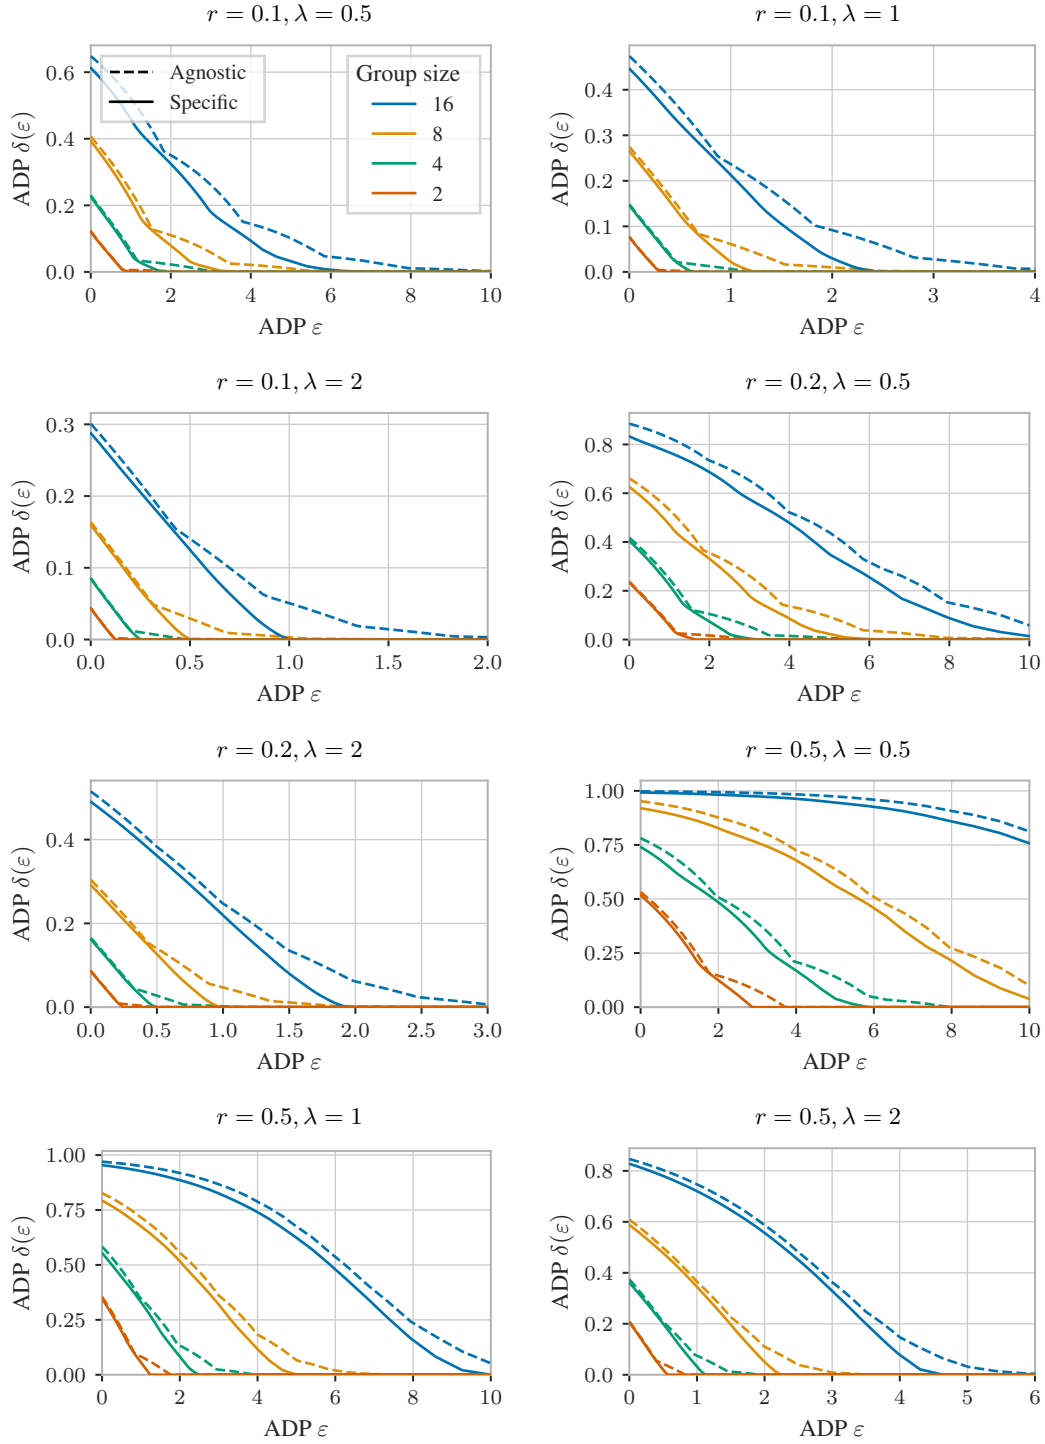 r = 0.1, λ = 0.5
ADP δ(ε)
0.6
0.4
0.2
0.0
Agnostic
Specific
Group size
16
8
4
2
0 2 4 6 8 10
ADP ε
r = 0.1, λ = 1
ADP δ(ε)
0.4
0.3
0.2
0.1
0.0
0 1 2 3 4
ADP ε
r = 0.1, λ = 2
ADP δ(ε)
0.3
0.2
0.1
0.0
0.0 0.5 1.0 1.5 2.0
ADP ε
r = 0.2, λ = 0.5
ADP δ(ε)
0.8
0.6
0.4
0.2
0.0
0 2 4 6 8 10
ADP ε
r = 0.2, λ = 2
ADP δ(ε)
0.4
0.2
0.0
0.0 0.5 1.0 1.5 2.0 2.5 3.0
ADP ε
r = 0.5, λ = 0.5
ADP δ(ε)
1.00
0.75
0.50
0.25
0.00
0 2 4 6 8 10
ADP ε
r = 0.5, λ = 1
ADP δ(ε)
1.00
0.75
0.50
0.25
0.00
0 2 4 6 8 10
ADP ε
r = 0.5, λ = 2
ADP δ(ε)
0.8
0.6
0.4
0.2
0.0
0 1 2 3 4 5 6
ADP ε